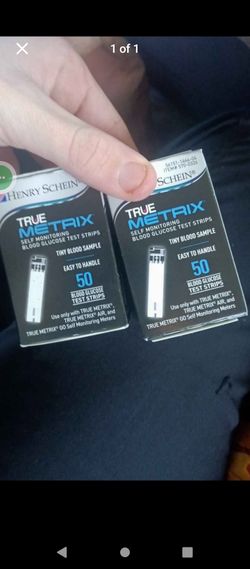 1 of 1
HENRY SCHEIN®
TRUE
METRIX
SELF MONITORING
BLOOD GLUCOSE TEST STRIPS
TINY BLOOD SAMPLE
EASY TO HANDLE
50
BLOOD GLUCOSE
TEST STRIPS
Use only with TRUE METRIX®,
TRUE METRIX® AIR, and
TRUE METRIX® GO Self Monitoring Meters
ITEM# 570-0326
SCHEIN®
TRUE
METRIX®
SELF MONITORING
BLOOD GLUCOSE TEST STRIPS
TINY BLOOD SAMPLE
EASY TO HANDLE
50
BLOOD GLUCOSE
TEST STRIPS
Use only with TRUE METRIX®,
TRUE METRIX® AIR, and
TRUE METRIX® GO Self Monitoring Meters